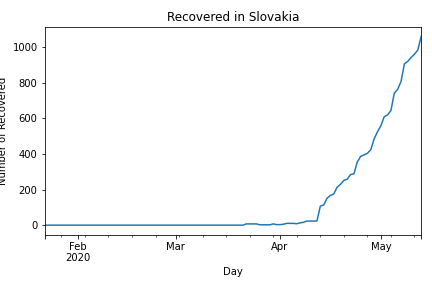 Recovered in Slovakia
Number of Recovered
1000
800
600
400
200
0
Feb
2020
Mar
Apr
May
Day